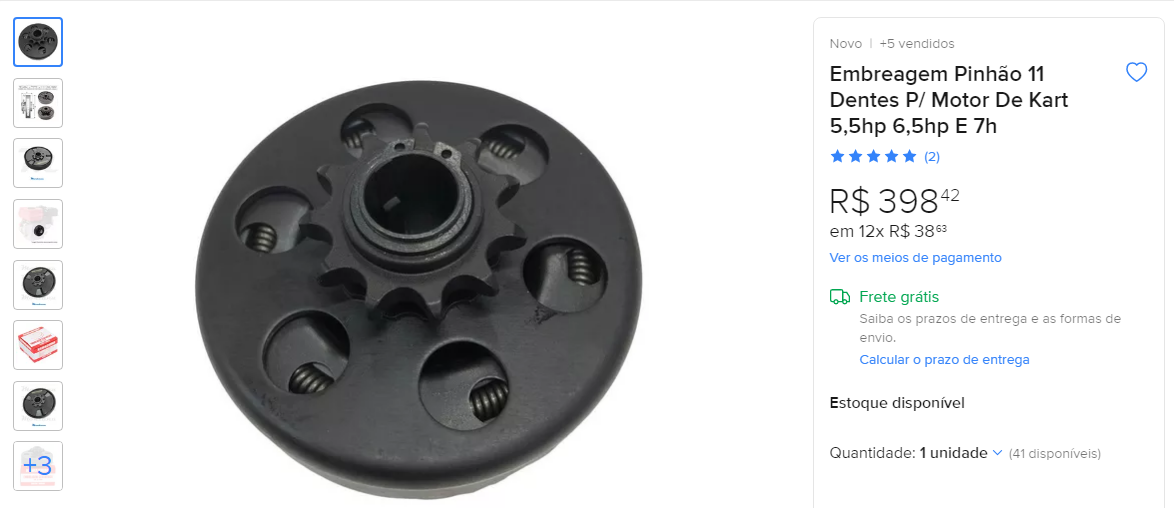 Novo | +5 vendidos
Embreagem Pinhão 11
Dentes P/ Motor De Kart
5,5hp 6,5hp E 7h
(2)
R$ 398 42
em 12x R$ 38 63
Ver os meios de pagamento
Frete grátis
Saiba os prazos de entrega e as formas de
envio.
Calcular o prazo de entrega
Estoque disponível
Quantidade: 1 unidade (41 disponíveis)
+3